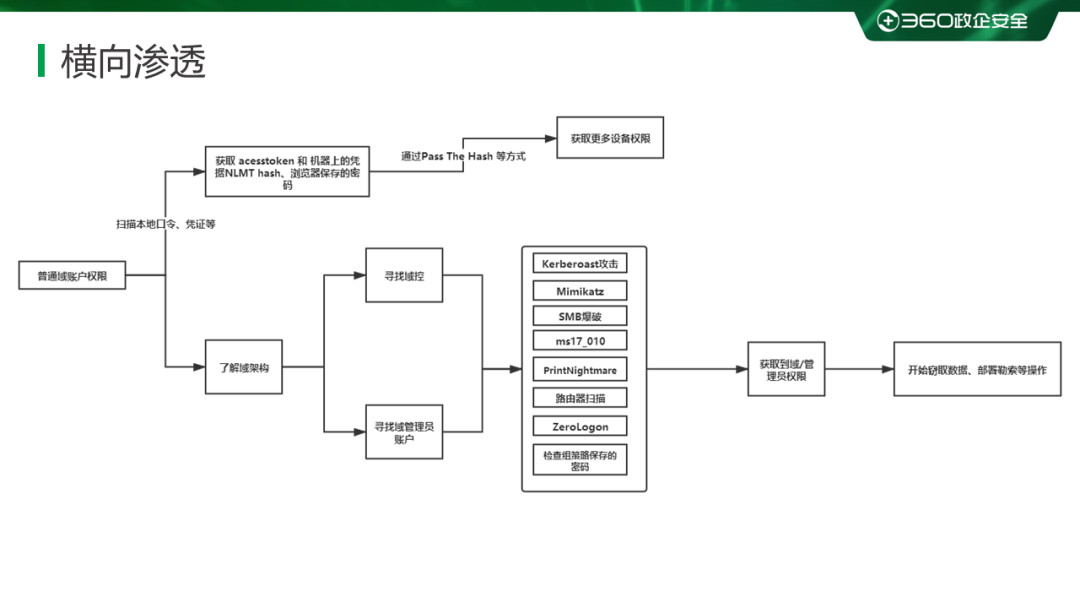 360政企安全
横向渗透
获取更多设备权限
通过Pass The Hash 等方式
获取 acesstoken 和 机器上的凭
据NLMT hash、浏览器保存的密
码
扫描本地口令、凭证等
普通域账户权限
寻找域控
了解域架构
寻找域管理员
账户
Kerberoast攻击
Mimikatz
SMB爆破
ms17_010
PrintNightmare
路由器扫描
ZeroLogon
检查组策略保存的
密码
获取到域/管
理员权限
开始窃取数据、部署勒索等操作